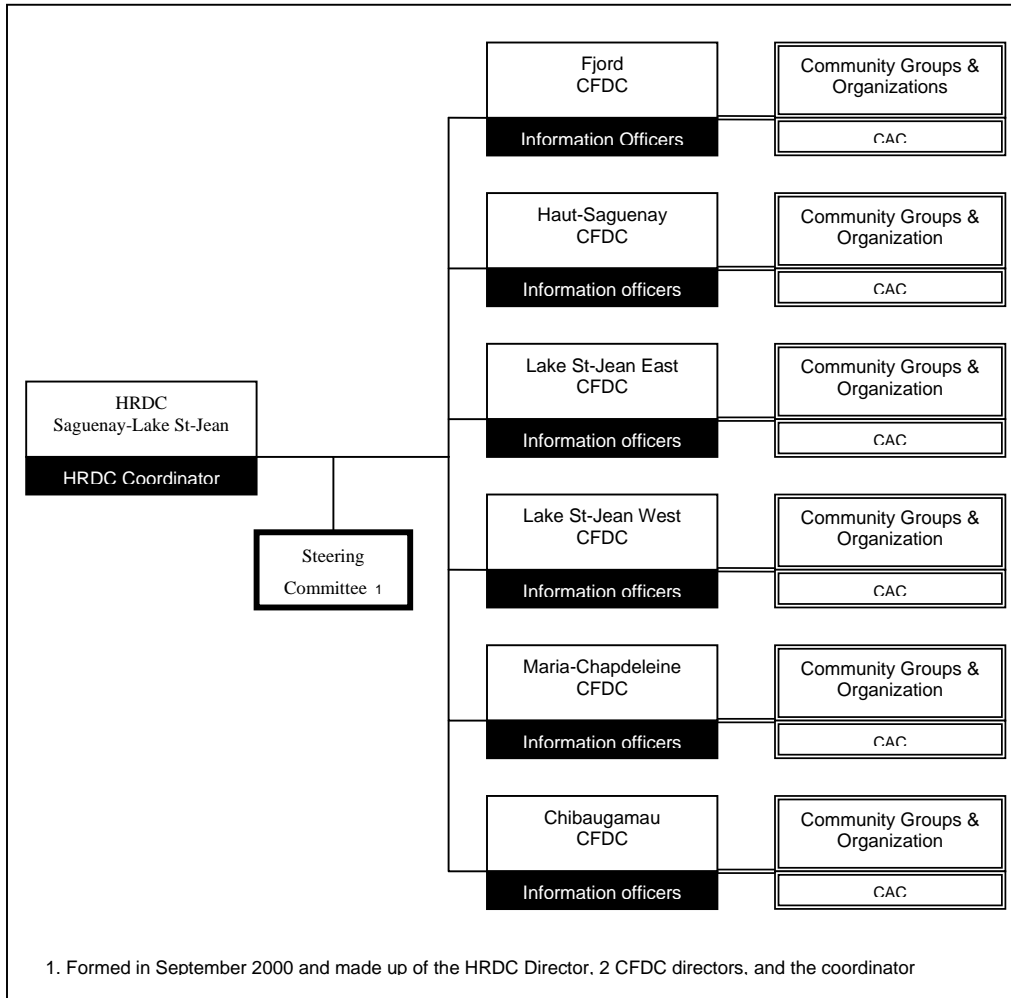 Fjord
CFDC
Information Officers
Community Groups &
Organizations
CAC
Haut-Saguenay
CFDC
Information officers
Community Groups &
Organization
CAC
Lake St-Jean East
CFDC
Information officers
Community Groups &
Organization
CAC
HRDC
Saguenay-Lake St-Jean
HRDC Coordinator
Steering
Committee 1
Lake St-Jean West
CFDC
Information officers
Community Groups &
Organization
CAC
Maria-Chapdeleine
CFDC
Information officers
Community Groups &
Organization
CAC
Chibaugamau
CFDC
Information officers
Community Groups &
Organization
CAC
1. Formed in September 2000 and made up of the HRDC Director, 2 CFDC directors, and the coordinator